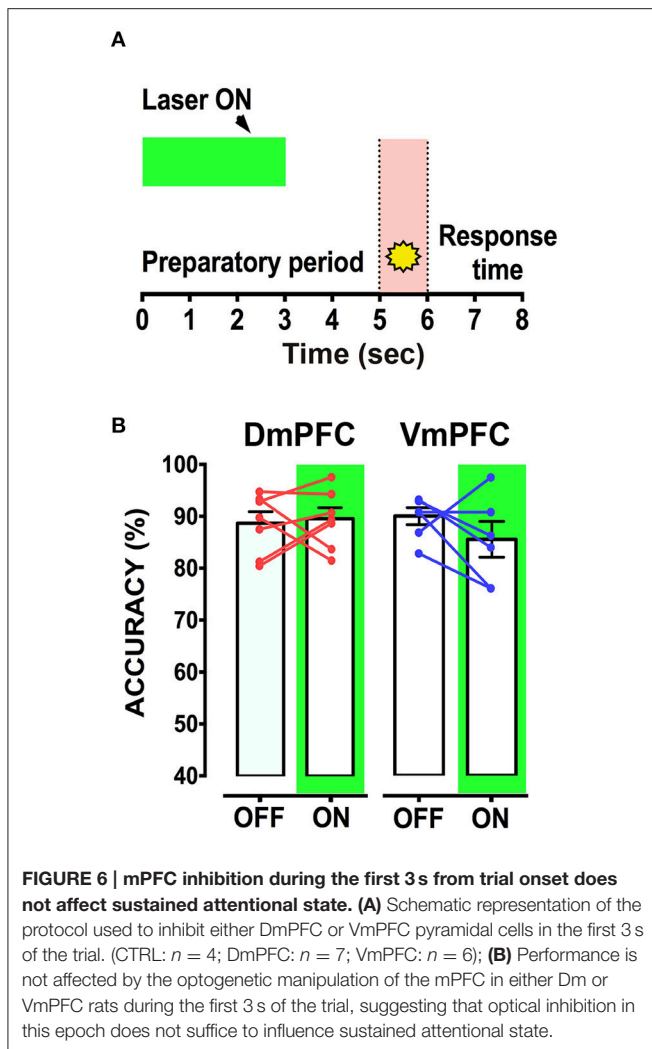 A
Laser ON
Preparatory period
Response
time
0 1 2 3 4 5 6 7 8
Time (sec)
B
DmPFC VmPFC
100
90
80
70
60
50
40
ACCURACY (%)
OFF ON OFF ON
FIGURE 6 | mPFC inhibition during the first 3 s from trial onset does
not affect sustained attentional state. (A) Schematic representation of the
protocol used to inhibit either DmPFC or VmPFC pyramidal cells in the first 3 s
of the trial. (CTRL: n = 4; DmPFC: n = 7; VmPFC: n = 6); (B) Performance is
not affected by the optogenetic manipulation of the mPFC in either Dm or
VmPFC rats during the first 3 s of the trial, suggesting that optical inhibition in
this epoch does not suffice to influence sustained attentional state.